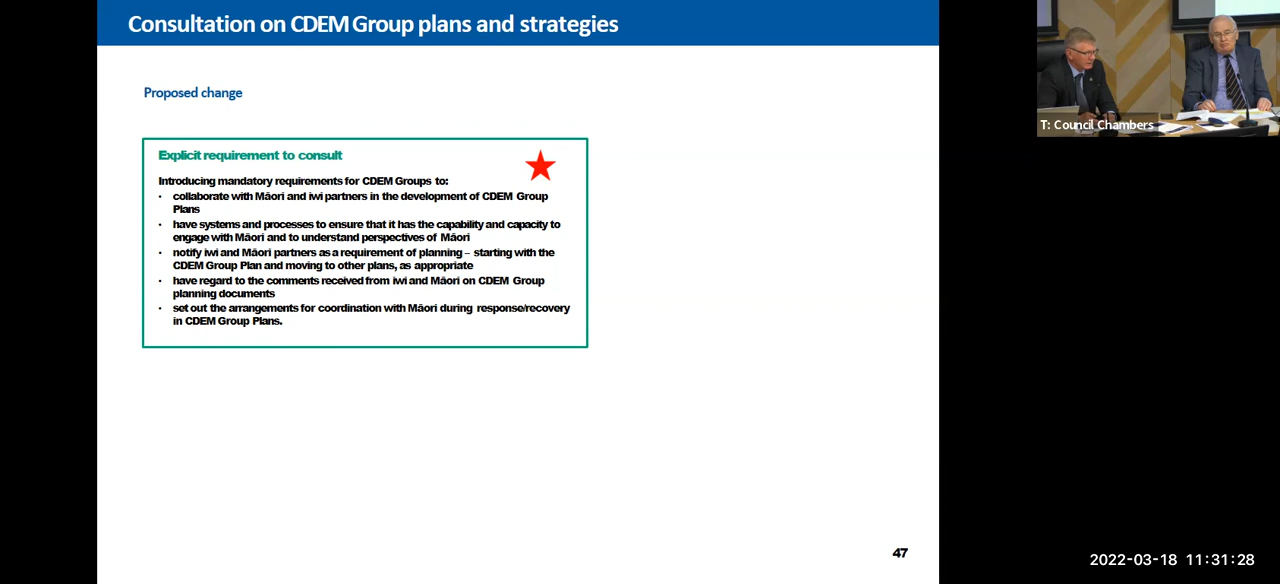 Consultation on CDEM Group plans and strategies
Proposed change
Explicit requirement to consult
Introducing mandatory requirements for CDEM Groups to:
• collaborate with Māori and iwi partners in the development of CDEM Group
Plans
• have systems and processes to ensure that it has the capability and capacity to
engage with Māori and to understand perspectives of Māori
• notify iwi and Māori partners as a requirement of planning – starting with the
CDEM Group Plan and moving to other plans, as appropriate
• have regard to the comments received from iwi and Māori on CDEM Group
planning documents
• set out the arrangements for coordination with Māori during response/recovery
in CDEM Group Plans.
47
T: Council Chambers
2022-03-18 11:31:28